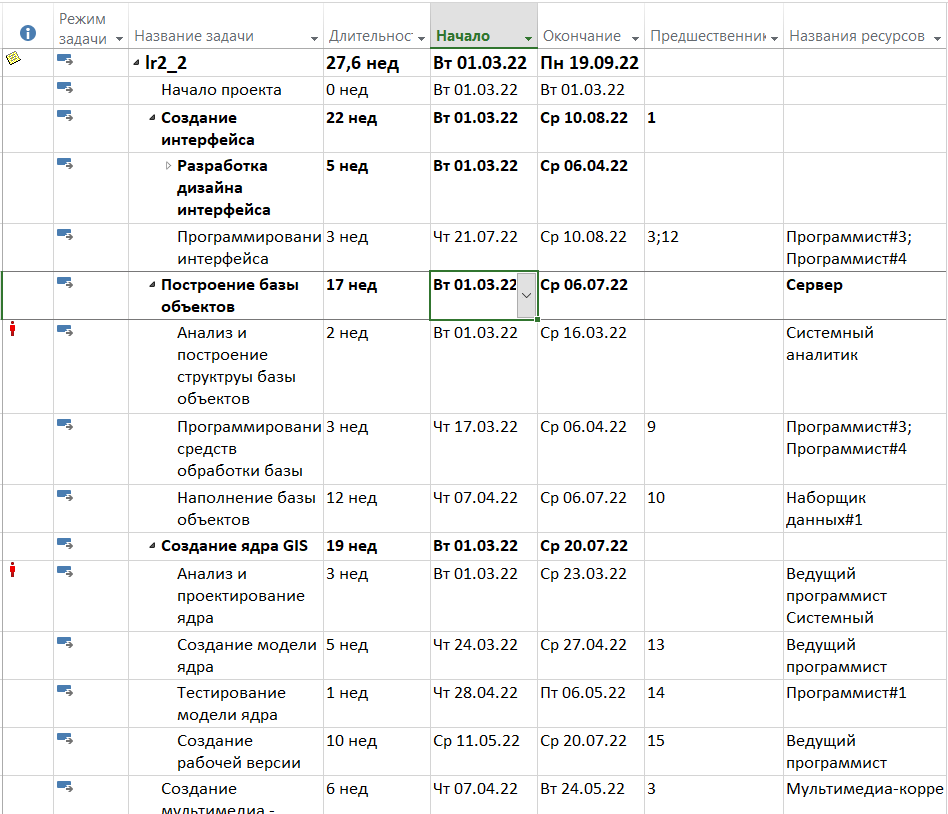 Режим
задачи
Название задачи
Длительнос
Начало
Окончание
Предшественник
Названия ресурсов
lr2_2
27,6 нед
Вт 01.03.22
Пн 19.09.22
Начало проекта
0 нед
Вт 01.03.22
Вт 01.03.22
Создание
интерфейса
22 нед
Вт 01.03.22
Ср 10.08.22
1
Разработка
дизайна
интерфейса
5 нед
Вт 01.03.22
Ср 06.04.22
Программировани
интерфейса
3 нед
Чт 21.07.22
Ср 10.08.22
3;12
Программист#3;
Программист#4
Построение базы
объектов
17 нед
Вт 01.03.22
Ср 06.07.22
Сервер
Анализ и
построение
структруы базы
объектов
2 нед
Вт 01.03.22
Ср 16.03.22
Системный
аналитик
Программировани
средств
обработки базы
3 нед
Чт 17.03.22
Ср 06.04.22
9
Программист#3;
Программист#4
Наполнение базы
объектов
12 нед
Чт 07.04.22
Ср 06.07.22
10
Наборщик
данных#1
Создание ядра GIS
19 нед
Вт 01.03.22
Ср 20.07.22
Анализ и
проектирование
ядра
3 нед
Вт 01.03.22
Ср 23.03.22
Ведущий
программист
Системный
Создание модели
ядра
5 нед
Чт 24.03.22
Ср 27.04.22
13
Ведущий
программист
Тестирование
модели ядра
1 нед
Чт 28.04.22
Пт 06.05.22
14
Программист#1
Создание
рабочей версии
10 нед
Ср 11.05.22
Ср 20.07.22
15
Ведущий
программист
Создание
мультимедиа -
6 нед
Чт 07.04.22
Вт 24.05.22
3
Мультимедиа-корре